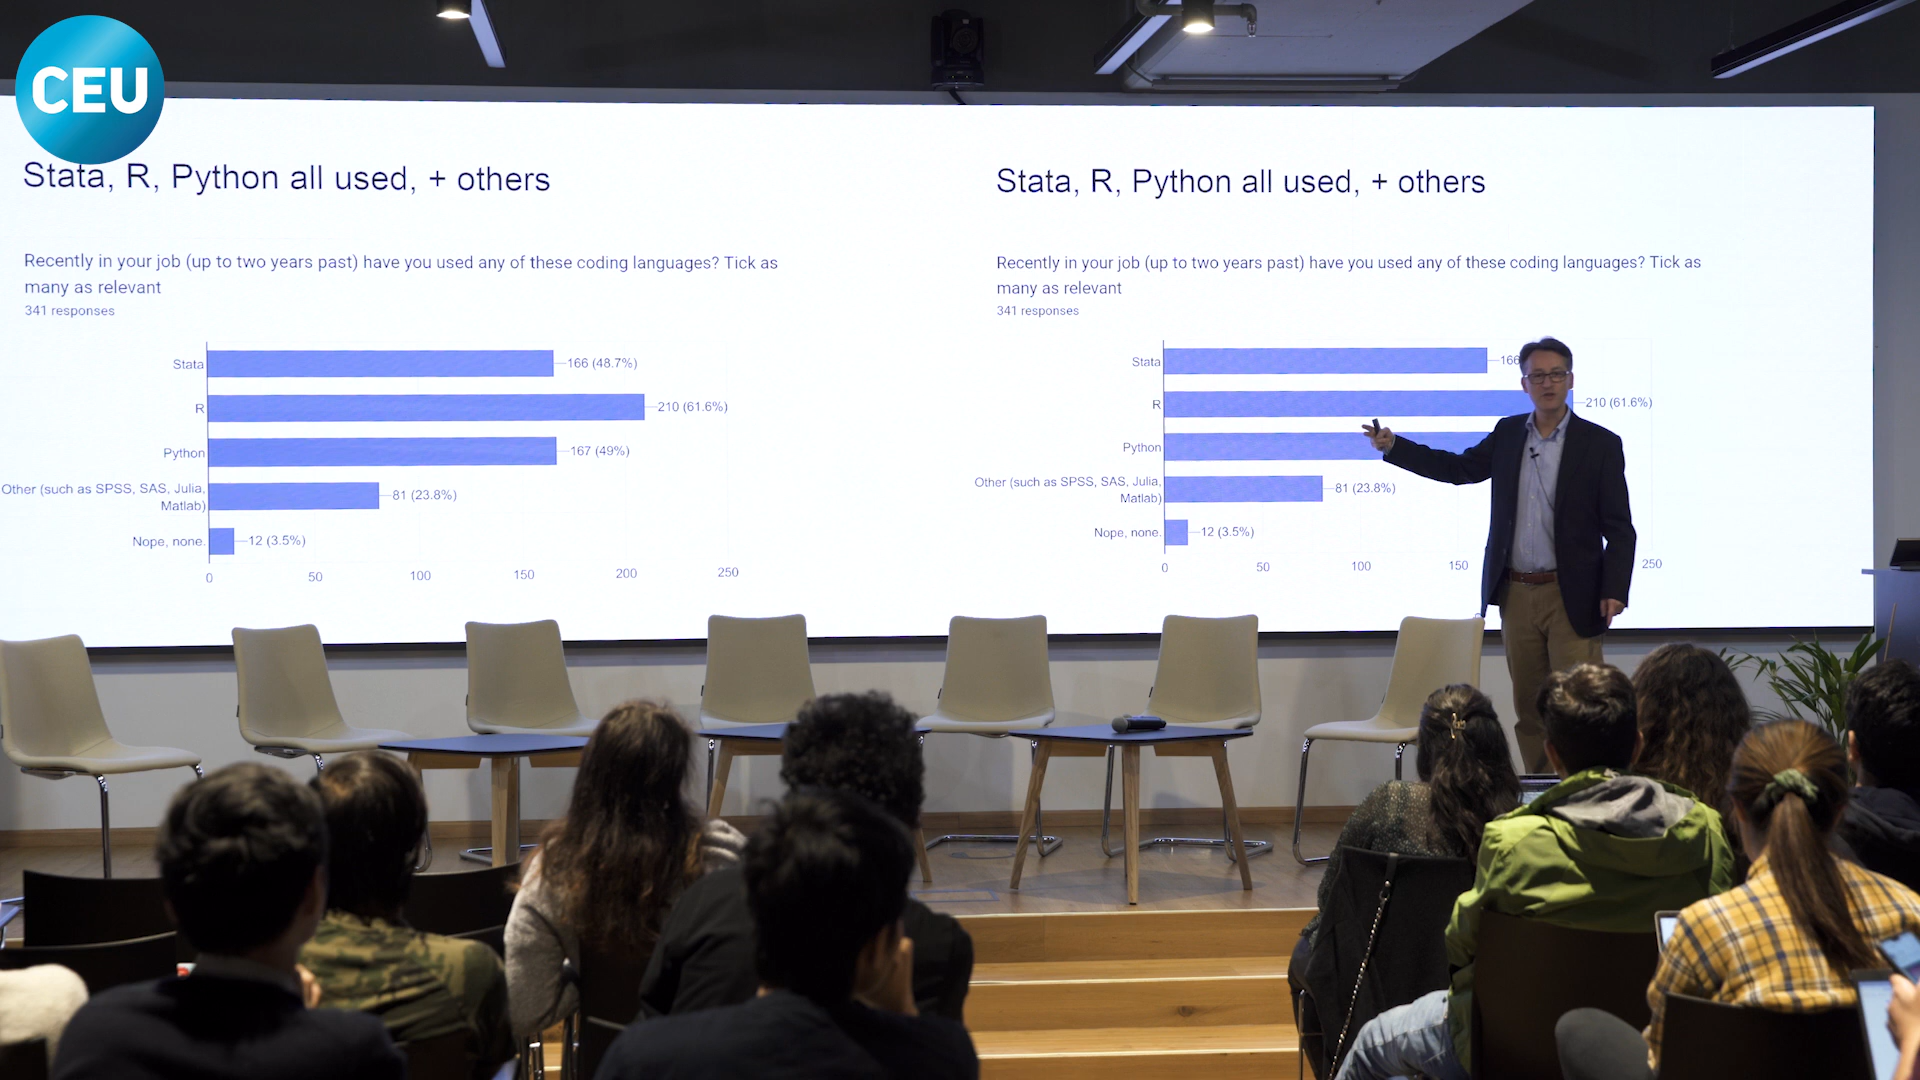 CEU
Stata, R, Python all used, + others
Recently in your job (up to two years past) have you used any of these coding languages? Tick as
many as relevant
341 responses
Stata
166 (48.7%)
R
210 (61.6%)
Python
167 (49%)
Other (such as SPSS, SAS, Julia,
Matlab)
81 (23.8%)
Nope, none.
12 (3.5%)
0 50 100 150 200 250
Stata, R, Python all used, + others
Recently in your job (up to two years past) have you used any of these coding languages? Tick as
many as relevant
341 responses
Stata
166
R
210 (61.6%)
Python
Other (such as SPSS, SAS, Julia,
Matlab)
81 (23.8%)
Nope, none.
12 (3.5%)
0 50 100 150 250